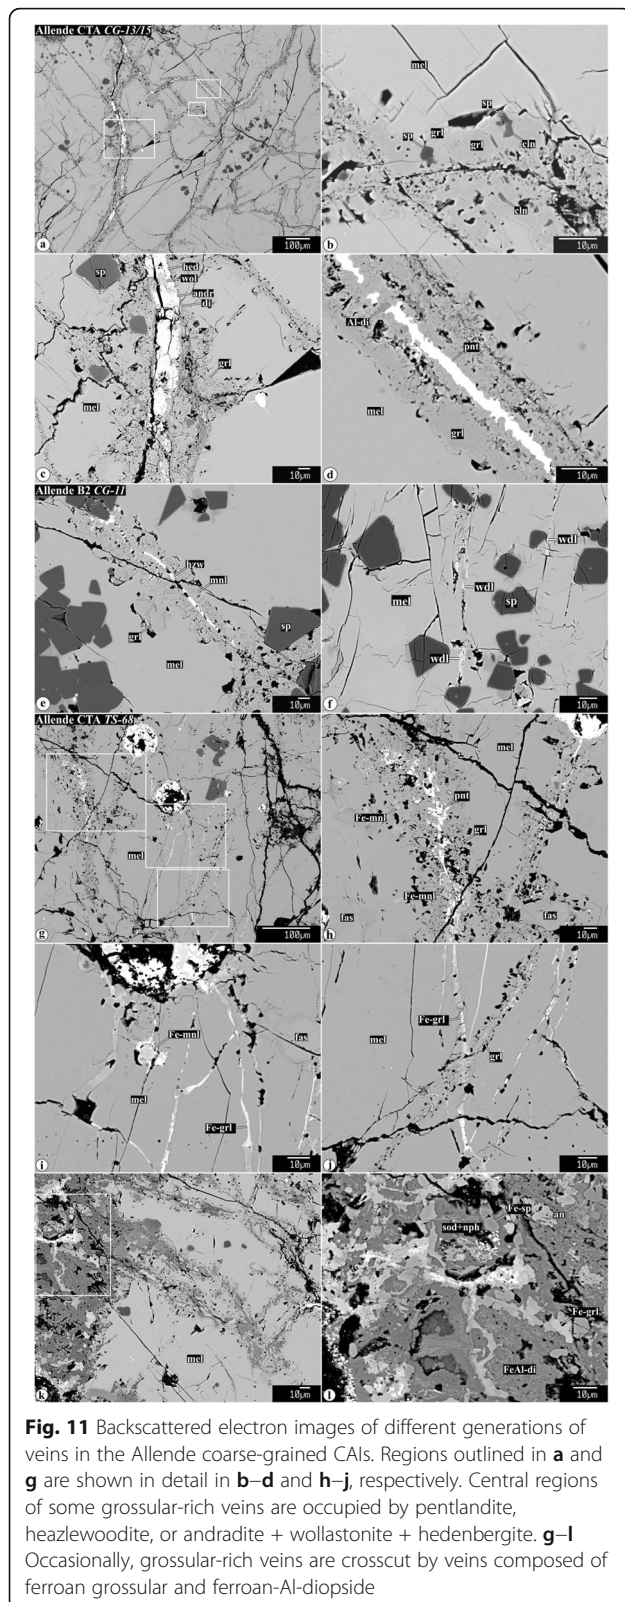 Allende CTA CG-13/15
a
100μm
mel
sp
grl
sp
grl
cln
cln
b
10μm
sp
hed
wol
andr
di
grl
mel
c
10μm
Al-di
pnt
mel
grl
d
10μm
Allende B2 CG-11
hzw
mnl
grl
sp
mel
e
10μm
wdl
wdl
mel
sp
wdl
f
10μm
Allende CTA TS-68
mel
g
100μm
mel
pnt
Fe-mnl
grl
Fe-mnl
fas
fas
h
10μm
Fe-mnl
fas
mel
Fe-grl
i
10μm
Fe-grl
mel
grl
j
10μm
mel
k
10μm
Fe-sp
an
sod+nph
Fe-grl
FeAl-di
l
10μm
Fig. 11 Backscattered electron images of different generations of
veins in the Allende coarse-grained CAIs. Regions outlined in a and
g are shown in detail in b–d and h–j, respectively. Central regions
of some grossular-rich veins are occupied by pentlandite,
heazlewoodite, or andradite + wollastonite + hedenbergite. g–l
Occasionally, grossular-rich veins are crosscut by veins composed of
ferroan grossular and ferroan-Al-diopside